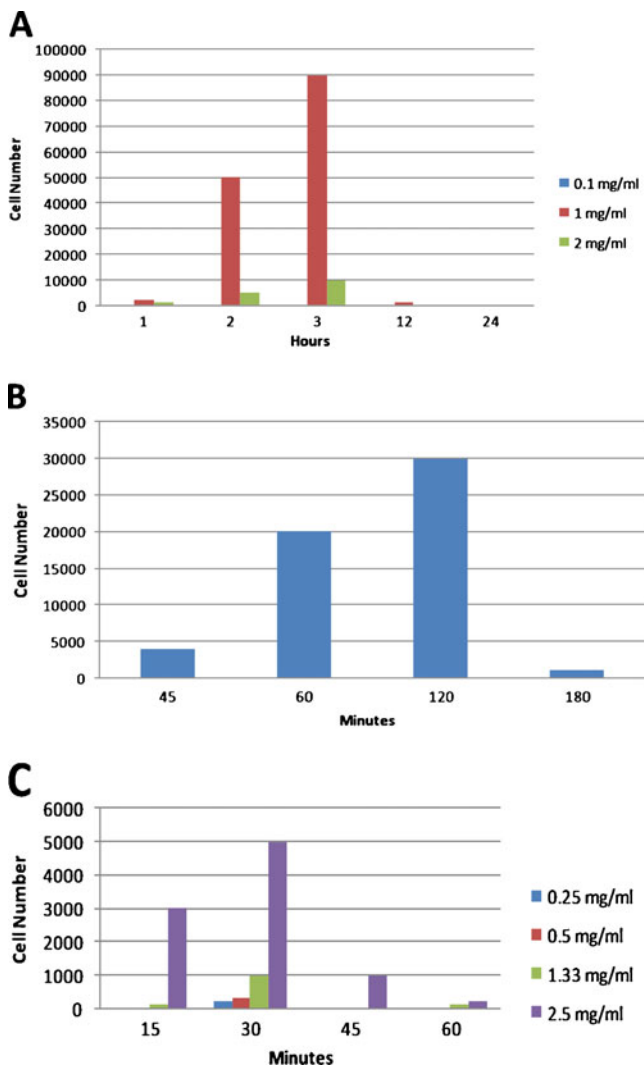 A
100000
90000
80000
70000
60000
50000
40000
30000
20000
10000
0
Cell Number
1 2 3 12 24
Hours
0.1 mg/ml
1 mg/ml
2 mg/ml
B
35000
30000
25000
20000
15000
10000
5000
0
Cell Number
45 60 120 180
Minutes
C
6000
5000
4000
3000
2000
1000
0
Cell Number
15 30 45 60
Minutes
0.25 mg/ml
0.5 mg/ml
1.33 mg/ml
2.5 mg/ml